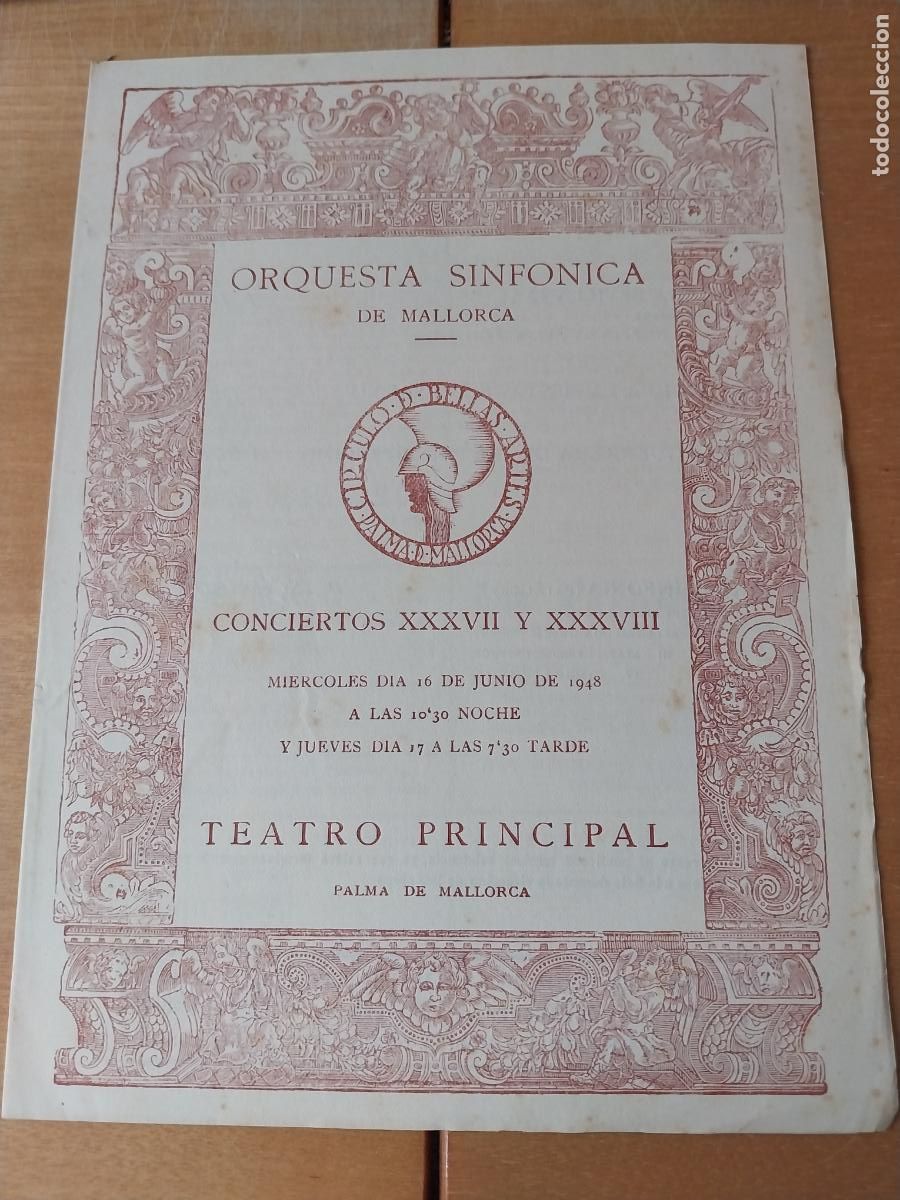 todocoleccion
ORQUESTA SINFONICA
DE MALLORCA
CIRCULO·D·BELLAS·ARTES·
PALMA·D·MALLORCA
CONCIERTOS XXXVII Y XXXVIII
MIERCOLES DIA 16 DE JUNIO DE 1948
A LAS 10'30 NOCHE
Y JUEVES DIA 17 A LAS 7'30 TARDE
TEATRO PRINCIPAL
PALMA DE MALLORCA